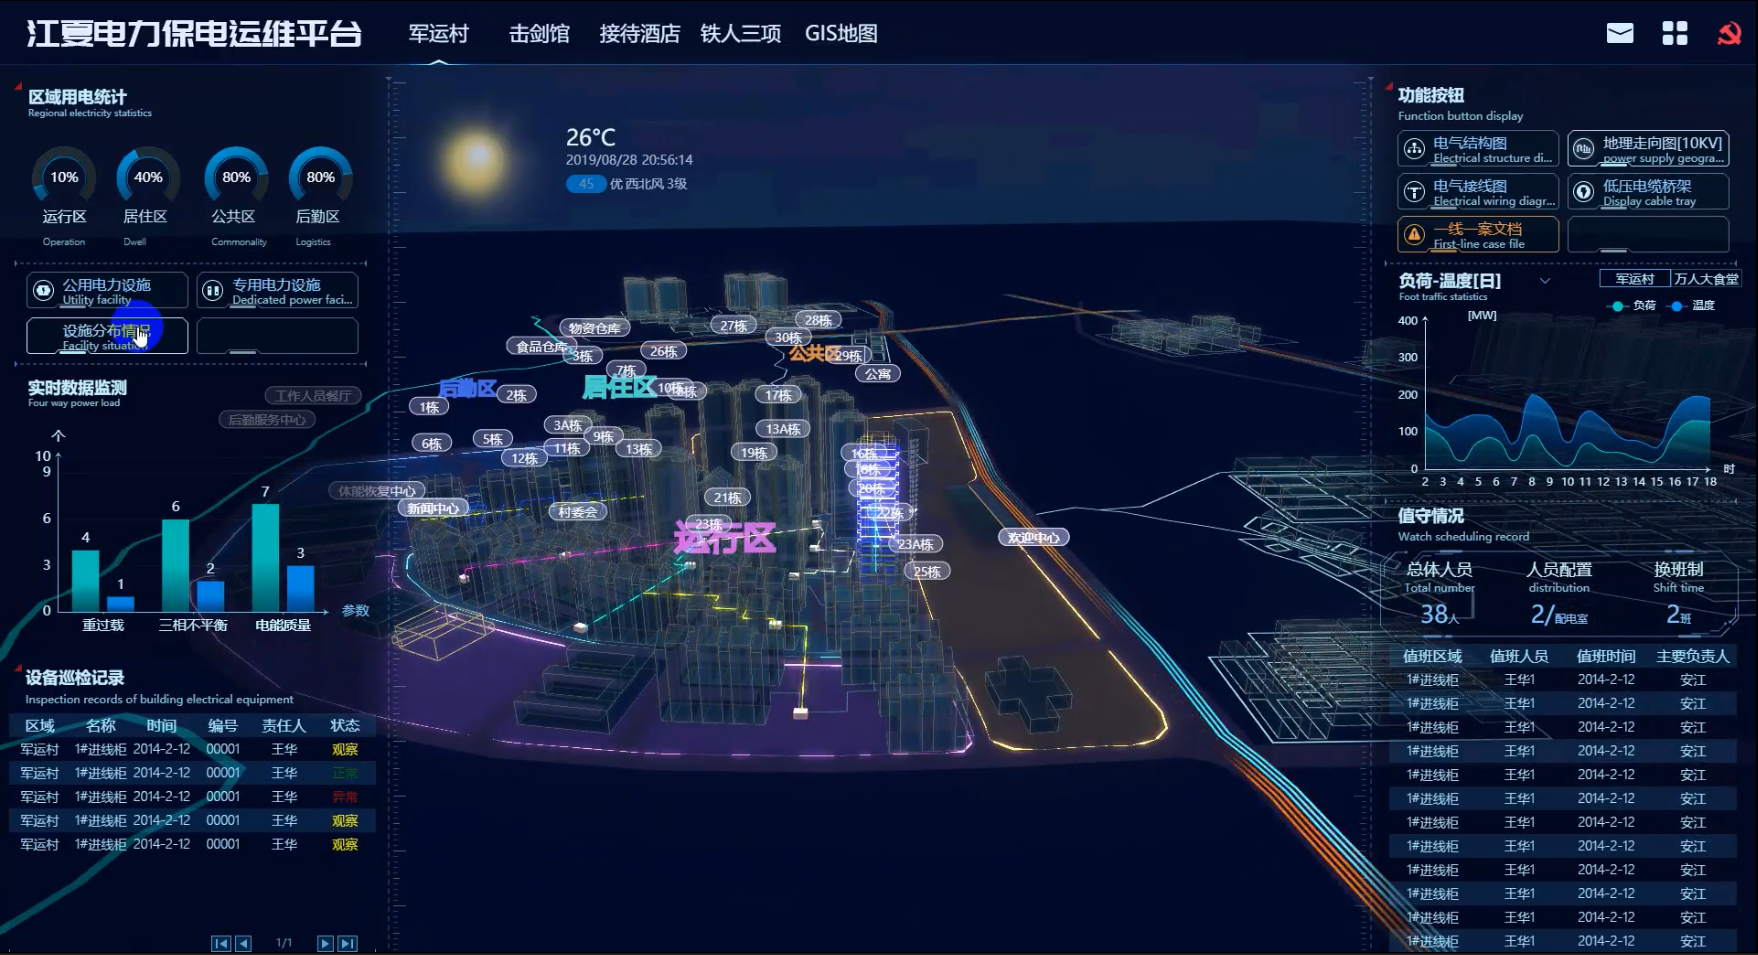 江夏电力保电运维平台
军运村 击剑馆 接待酒店 铁人三项 GIS地图
区域用电统计
Regional electricity statistics
10% 40% 80% 80%
运行区 居住区 公共区 后勤区
Operation Dwell Commonality Logistics
公用电力设施
Utility facility
专用电力设施
Dedicated power faci...
设施分布情况
Facility situation
实时数据监测
Four way power load
个
10
9
6
3
0
4 1 6 2 7 3
重过载 三相不平衡 电能质量
参数
设备巡检记录
Inspection records of building electrical equipment
区域 名称 时间 编号 责任人 状态
军运村 1#进线柜 2014-2-12 00001 王华 观察
军运村 1#进线柜 2014-2-12 00001 王华 正常
军运村 1#进线柜 2014-2-12 00001 王华 异常
军运村 1#进线柜 2014-2-12 00001 王华 观察
军运村 1#进线柜 2014-2-12 00001 王华 观察
1/1
26°C
2019/08/28 20:56:14
45 优 西北风 3级
工作人员餐厅
后勤服务中心
体能恢复中心
新闻中心
物资仓库
食品仓库
3栋
27栋
28栋
30栋
公共区
29栋
公寓
26栋
7栋
后勤区
2栋
居住区
10栋
1栋
17栋
6栋
5栋
3A栋
9栋
11栋
12栋
13栋
13A栋
19栋
16栋
18栋
20栋
21栋
22栋
23栋
村委会
运行区
23A栋
25栋
欢迎中心
功能按钮
Function button display
电气结构图
Electrical structure di...
地理走向图[10KV]
power supply geogra...
电气接线图
Electrical wiring diagr...
低压电缆桥架
Display cable tray
一线一案文档
First-line case file
负荷-温度[日]
Foot traffic statistics
军运村 万人大食堂
负荷 温度
[MW]
400
300
200
100
0
2 3 4 5 6 7 8 9 10 11 12 13 14 15 16 17 18
时
值守情况
Watch scheduling record
总体人员 人员配置 换班制
Total number distribution Shift time
38人 2/配电室 2班
值班区域 值班人员 值班时间 主要负责人
1#进线柜 王华1 2014-2-12 安江
1#进线柜 王华1 2014-2-12 安江
1#进线柜 王华1 2014-2-12 安江
1#进线柜 王华1 2014-2-12 安江
1#进线柜 王华1 2014-2-12 安江
1#进线柜 王华1 2014-2-12 安江
1#进线柜 王华1 2014-2-12 安江
1#进线柜 王华1 2014-2-12 安江
1#进线柜 王华1 2014-2-12 安江
1#进线柜 王华1 2014-2-12 安江
1#进线柜 王华1 2014-2-12 安江
1#进线柜 王华1 2014-2-12 安江